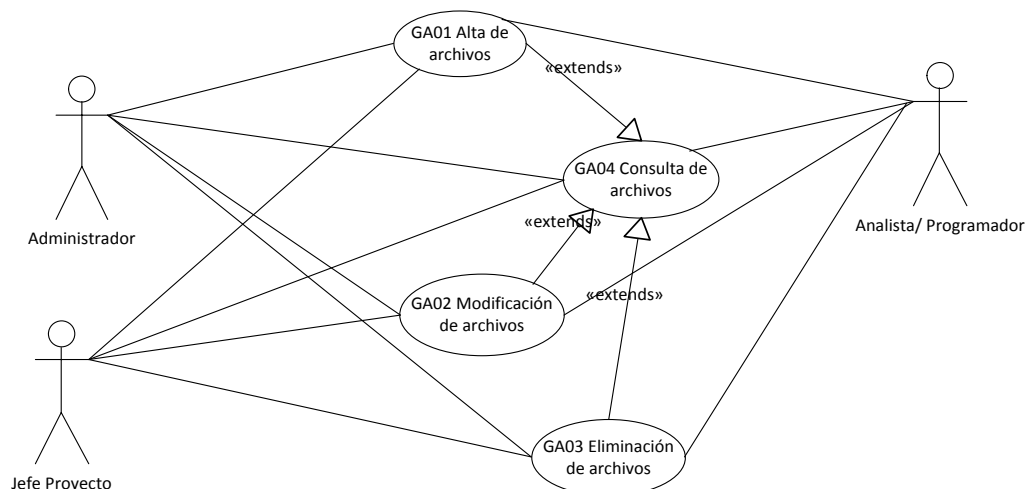 GA01 Alta de
archivos
«extends»
GA04 Consulta de
archivos
«extends»
Administrador
Analista/ Programador
GA02 Modificación
de archivos
«extends»
GA03 Eliminación
de archivos
Jefe Proyecto